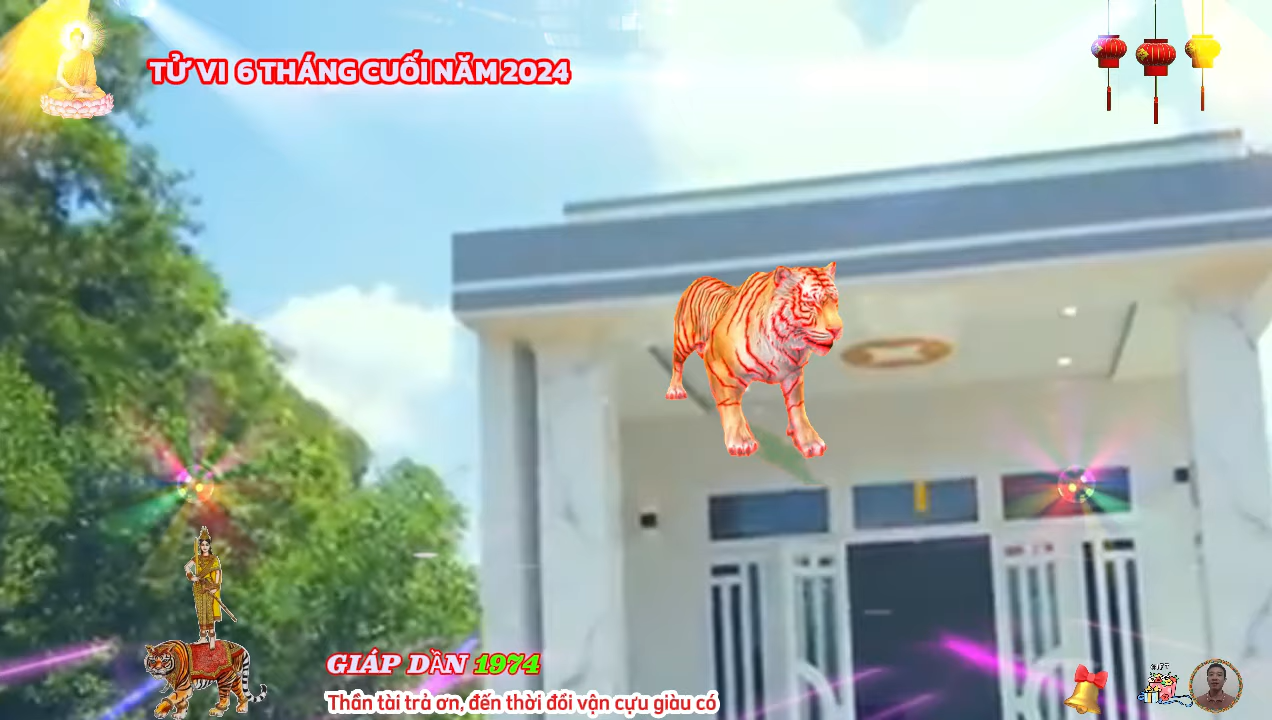 TỬ VI 6 THÁNG CUỐI NĂM 2024
GIÁP DẦN 1974
Thần tài trả ơn, đến thời đổi vận cựu giàu có